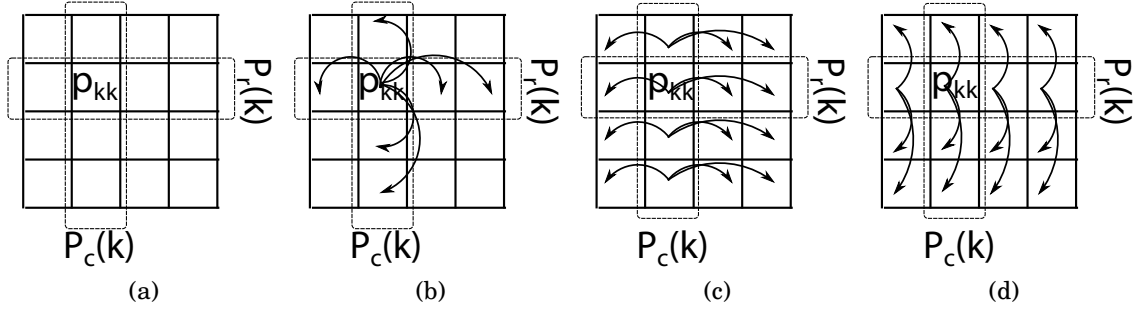 p_kk
P_r(k)
P_c(k)
(a)
p_kk
P_r(k)
P_c(k)
(b)
p_kk
P_r(k)
P_c(k)
(c)
p_kk
P_r(k)
P_c(k)
(d)